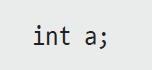 int a;